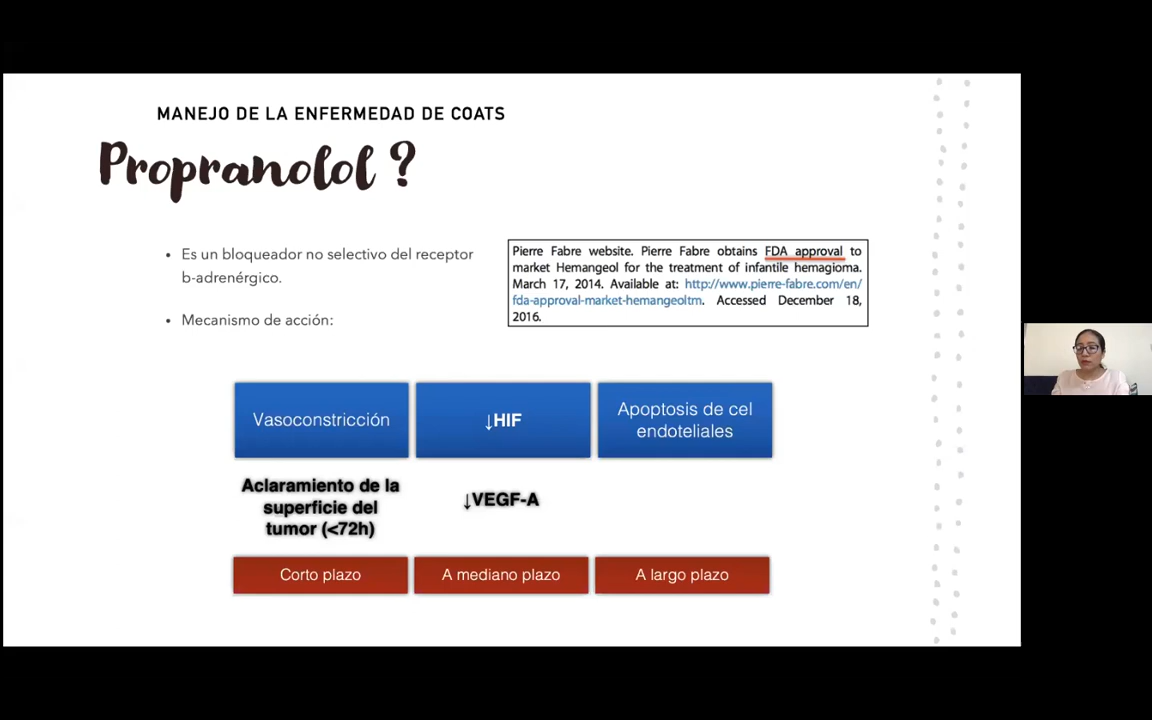 MANEJO DE LA ENFERMEDAD DE COATS
Propranolol ?
• Es un bloqueador no selectivo del receptor
b-adrenérgico.
• Mecanismo de acción:
Pierre Fabre website. Pierre Fabre obtains FDA approval to
market Hemangeol for the treatment of infantile hemagioma.
March 17, 2014. Available at: http://www.pierre-fabre.com/en/
fda-approval-market-hemangeoltm. Accessed December 18,
2016.
Vasoconstricción
↓HIF
Apoptosis de cel
endoteliales
Aclaramiento de la
superficie del
tumor (<72h)
↓VEGF-A
Corto plazo
A mediano plazo
A largo plazo